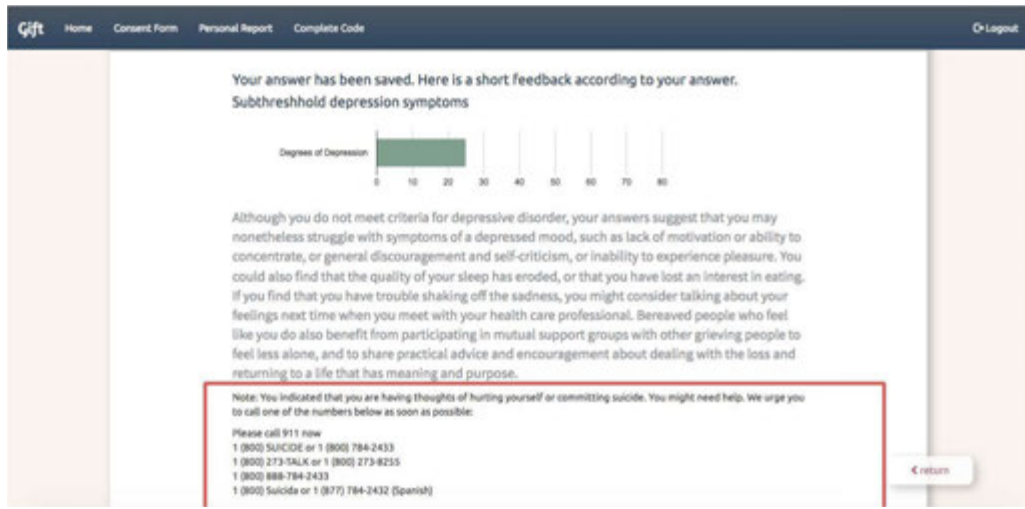 Gift Home Consent Form Personal Report Complete Code Logout
Your answer has been saved. Here is a short feedback according to your answer.
Subthreshhold depression symptoms
Degrees of Depression
0 10 20 30 40 50 60 70 80
Although you do not meet criteria for depressive disorder, your answers suggest that you may
nonetheless struggle with symptoms of a depressed mood, such as lack of motivation or ability to
concentrate, or general discouragement and self-criticism, or inability to experience pleasure. You
could also find that the quality of your sleep has eroded, or that you have lost an interest in eating.
If you find that you have trouble shaking off the sadness, you might consider talking about your
feelings next time when you meet with your health care professional. Bereaved people who feel
like you do also benefit from participating in mutual support groups with other grieving people to
feel less alone, and to share practical advice and encouragement about dealing with the loss and
returning to a life that has meaning and purpose.
Note: You indicated that you are having thoughts of hurting yourself or committing suicide. You might need help. We urge you
to call one of the numbers below as soon as possible:
Please call 911 now
1 (800) SUICIDE or 1 (800) 784-2433
1 (800) 273-TALK or 1 (800) 273-8255
1 (800) 888-784-2433
1 (800) Suicida or 1 (877) 784-2432 (Spanish)
return